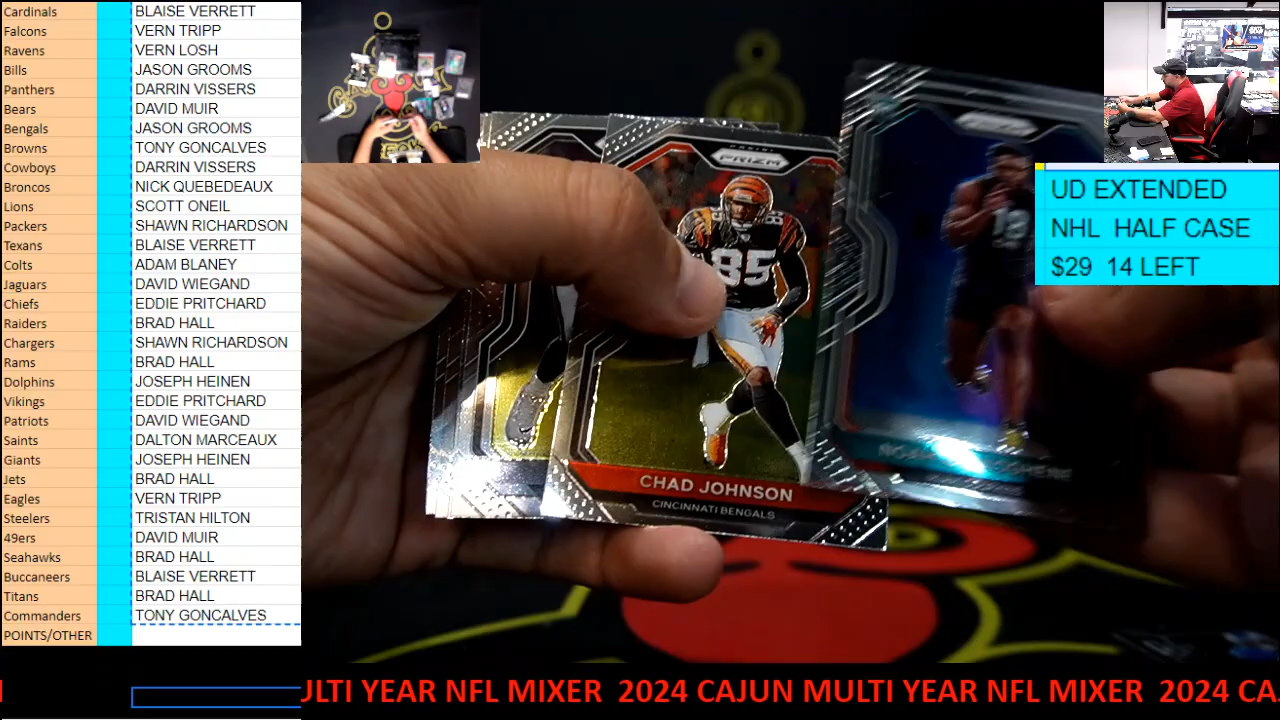 Cardinals BLAISE VERRETT
Falcons VERN TRIPP
Ravens VERN LOSH
Bills JASON GROOMS
Panthers DARRIN VISSERS
Bears DAVID MUIR
Bengals JASON GROOMS
Browns TONY GONCALVES
Cowboys DARRIN VISSERS
Broncos NICK QUEBEDEAUX
Lions SCOTT ONEIL
Packers SHAWN RICHARDSON
Texans BLAISE VERRETT
Colts ADAM BLANEY
Jaguars DAVID WIEGAND
Chiefs EDDIE PRITCHARD
Raiders BRAD HALL
Chargers SHAWN RICHARDSON
Rams BRAD HALL
Dolphins JOSEPH HEINEN
Vikings EDDIE PRITCHARD
Patriots DAVID WIEGAND
Saints DALTON MARCEAUX
Giants JOSEPH HEINEN
Jets BRAD HALL
Eagles VERN TRIPP
Steelers TRISTAN HILTON
49ers DAVID MUIR
Seahawks BRAD HALL
Buccaneers BLAISE VERRETT
Titans BRAD HALL
Commanders TONY GONCALVES
POINTS/OTHER
UD EXTENDED
NHL HALF CASE
$29 14 LEFT
PANINI
PRIZM
85
CHAD JOHNSON
CINCINNATI BENGALS
ULTI YEAR NFL MIXER 2024 CAJUN MULTI YEAR NFL MIXER 2024 CA